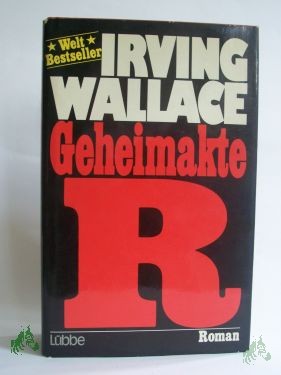 ★ Welt ★
Bestseller
IRVING
WALLACE
Geheimakte
R
Roman
Lübbe